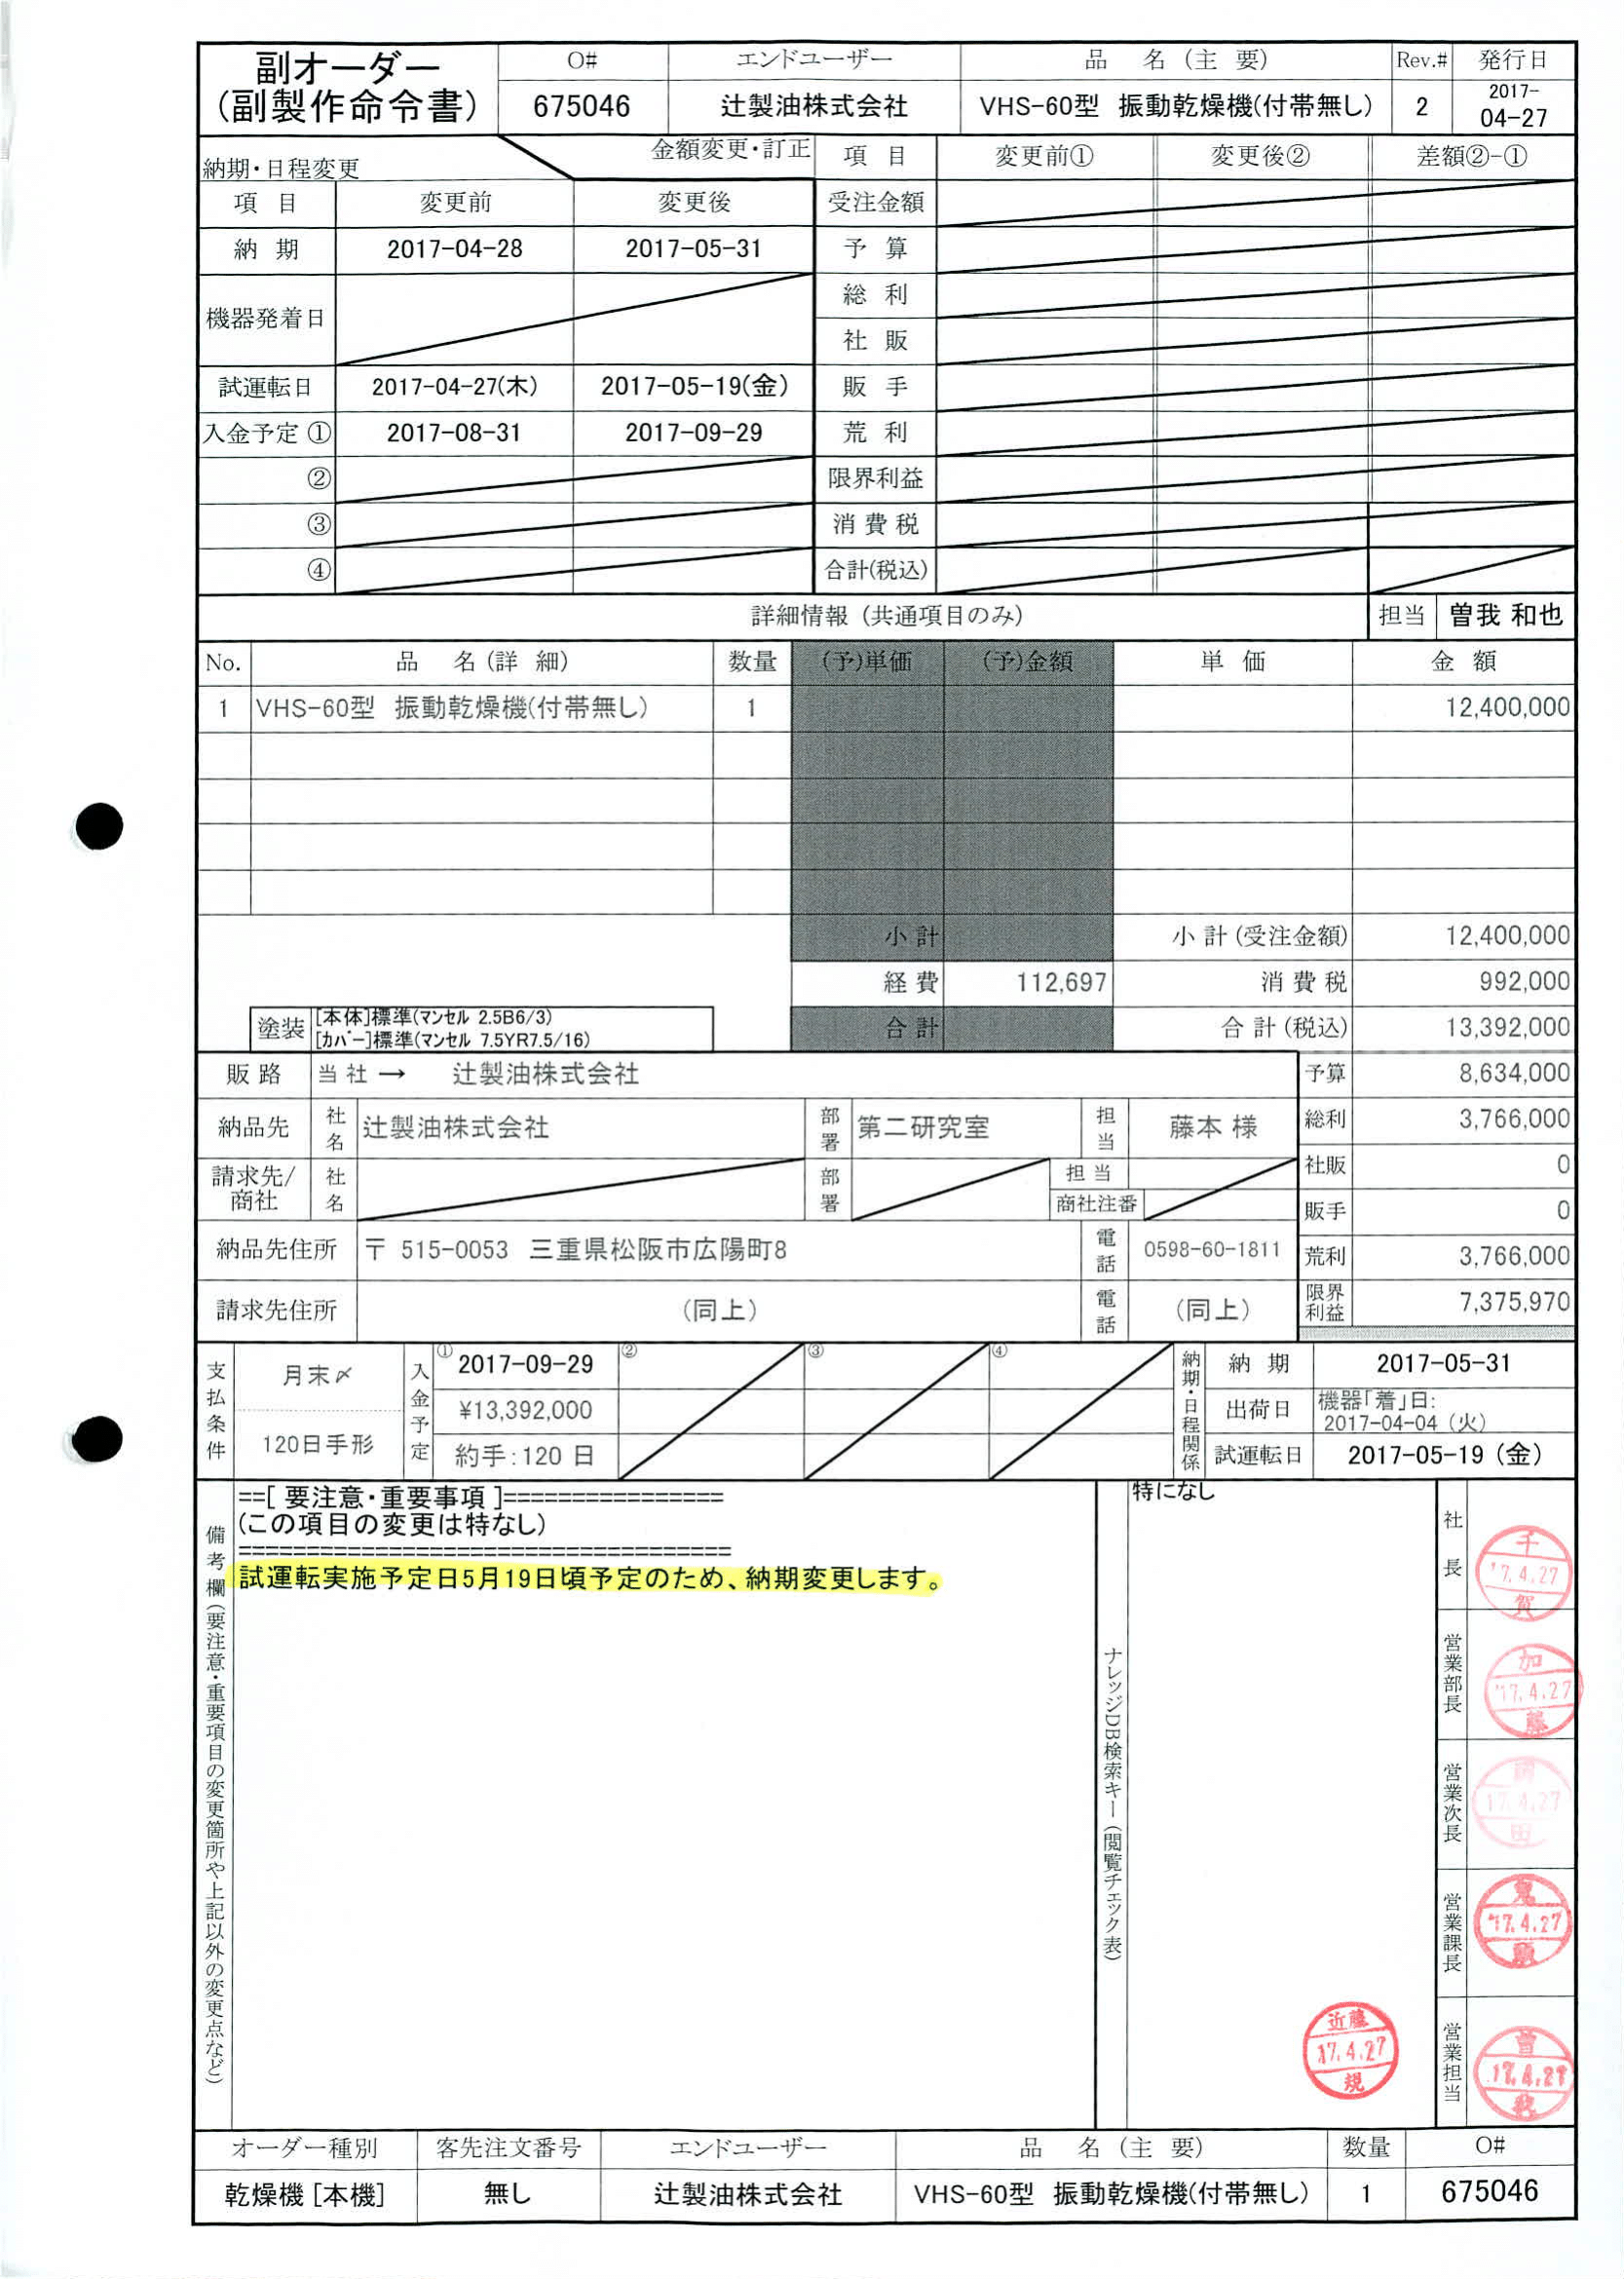 副オーダー
(副製作命令書)
O#
エンドユーザー
品 名 (主 要)
Rev.#
発行日
675046
辻製油株式会社
VHS-60型 振動乾燥機(付帯無し)
2
2017-
04-27
納期・日程変更
金額変更・訂正
項 目
変更前①
変更後②
差額②-①
項 目
変更前
変更後
受注金額
納 期
2017-04-28
2017-05-31
予 算
機器発着日
総 利
社 販
試運転日
2017-04-27(木)
2017-05-19(金)
販 手
入金予定 ①
2017-08-31
2017-09-29
荒 利
②
限界利益
③
消 費 税
④
合計(税込)
詳細情報 (共通項目のみ)
担当
曽我 和也
No.
品 名 (詳 細)
数量
(予)単価
(予)金額
単 価
金 額
1
VHS-60型 振動乾燥機(付帯無し)
1
12,400,000
小 計
小 計 (受注金額)
12,400,000
経 費
112,697
消 費 税
992,000
塗装
[本体]標準(マンセル 2.5B6/3)
[カバー]標準(マンセル 7.5YR7.5/16)
合 計
合 計 (税込)
13,392,000
販 路
当 社 → 辻製油株式会社
予算
8,634,000
納品先
社名
辻製油株式会社
部署
第二研究室
担当
藤本 様
総利
3,766,000
請求先/
商社
社名
部署
担 当
商社注番
社販
0
販手
0
納品先住所
〒 515-0053 三重県松阪市広陽町8
電話
0598-60-1811
荒利
3,766,000
請求先住所
(同上)
電話
(同上)
限界
利益
7,375,970
支払条件
月末〆
120日手形
入金予定
①
2017-09-29
②
③
④
¥13,392,000
約手:120 日
納期・日程関係
納 期
2017-05-31
出荷日
機器「着」日:
2017-04-04 (火)
試運転日
2017-05-19 (金)
備考欄(要注意・重要項目の変更箇所や上記以外の変更点など)
==[ 要注意・重要事項 ]================
(この項目の変更は特なし)
====================================
試運転実施予定日5月19日頃予定のため、納期変更します。
ナレッジDB検索キー(閲覧チェック表)
特になし
社長
千
'17.4.27
賀
営業部長
加
'17.4.27
藤
営業次長
17.4.27
田
営業課長
'17.4.27
近藤
17.4.27
規
営業担当
曽
17.4.27
我
オーダー種別
客先注文番号
エンドユーザー
品 名 (主 要)
数量
O#
乾燥機 [本機]
無し
辻製油株式会社
VHS-60型 振動乾燥機(付帯無し)
1
675046